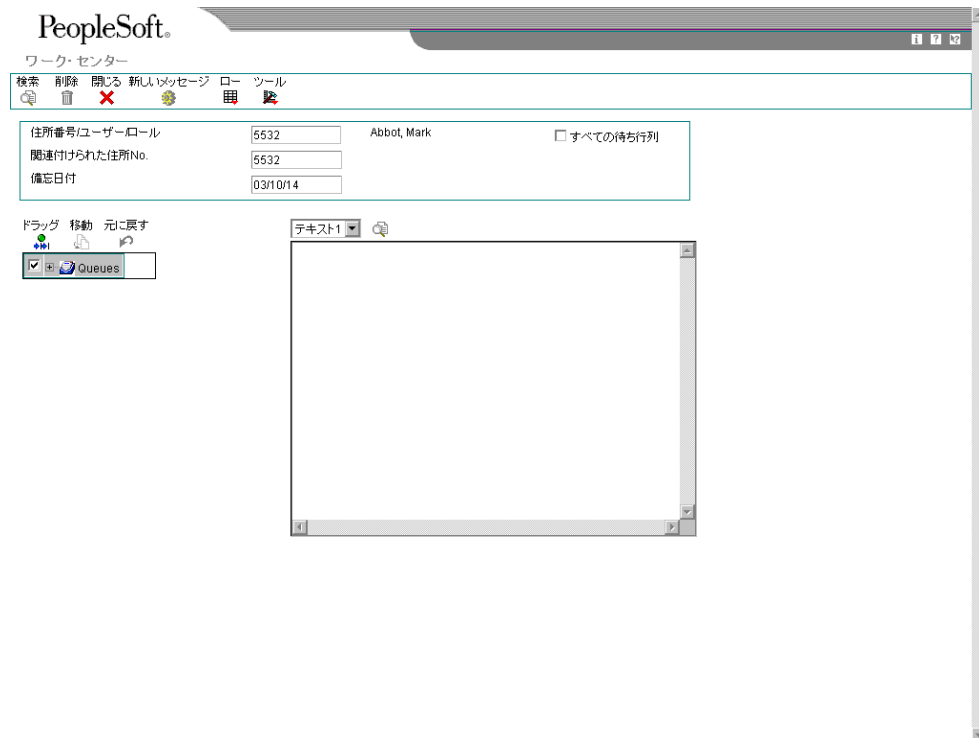 PeopleSoft®
ワーク・センター
検索 削除 閉じる 新しいメッセージ ロー ツール
住所番号/ユーザー/ロール 5532 Abbot, Mark すべての待ち行列
関連付けられた住所No. 5532
備忘日付 03/10/14
ドラッグ 移動 元に戻す
テキスト1
Queues